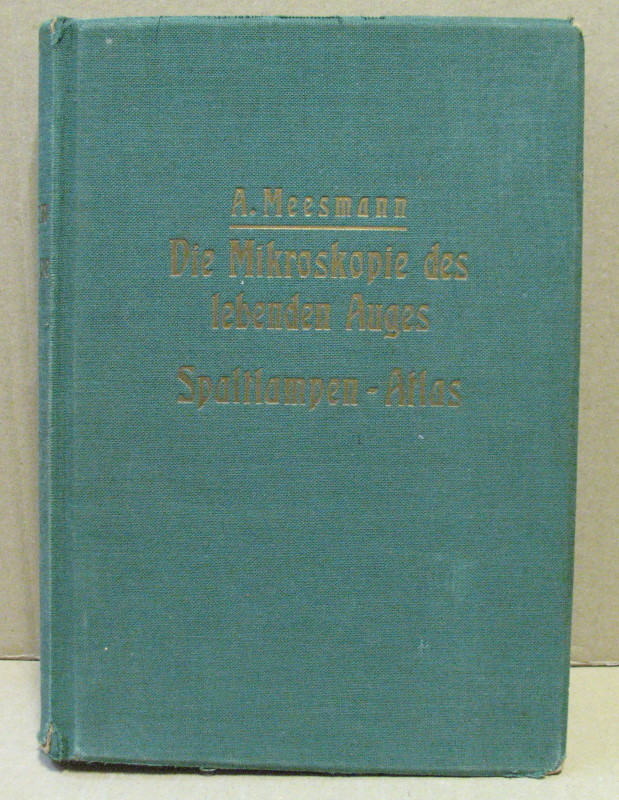 A. Meesmann
Die Mikroskopie des
lebenden Auges
Spaltlampen-Atlas